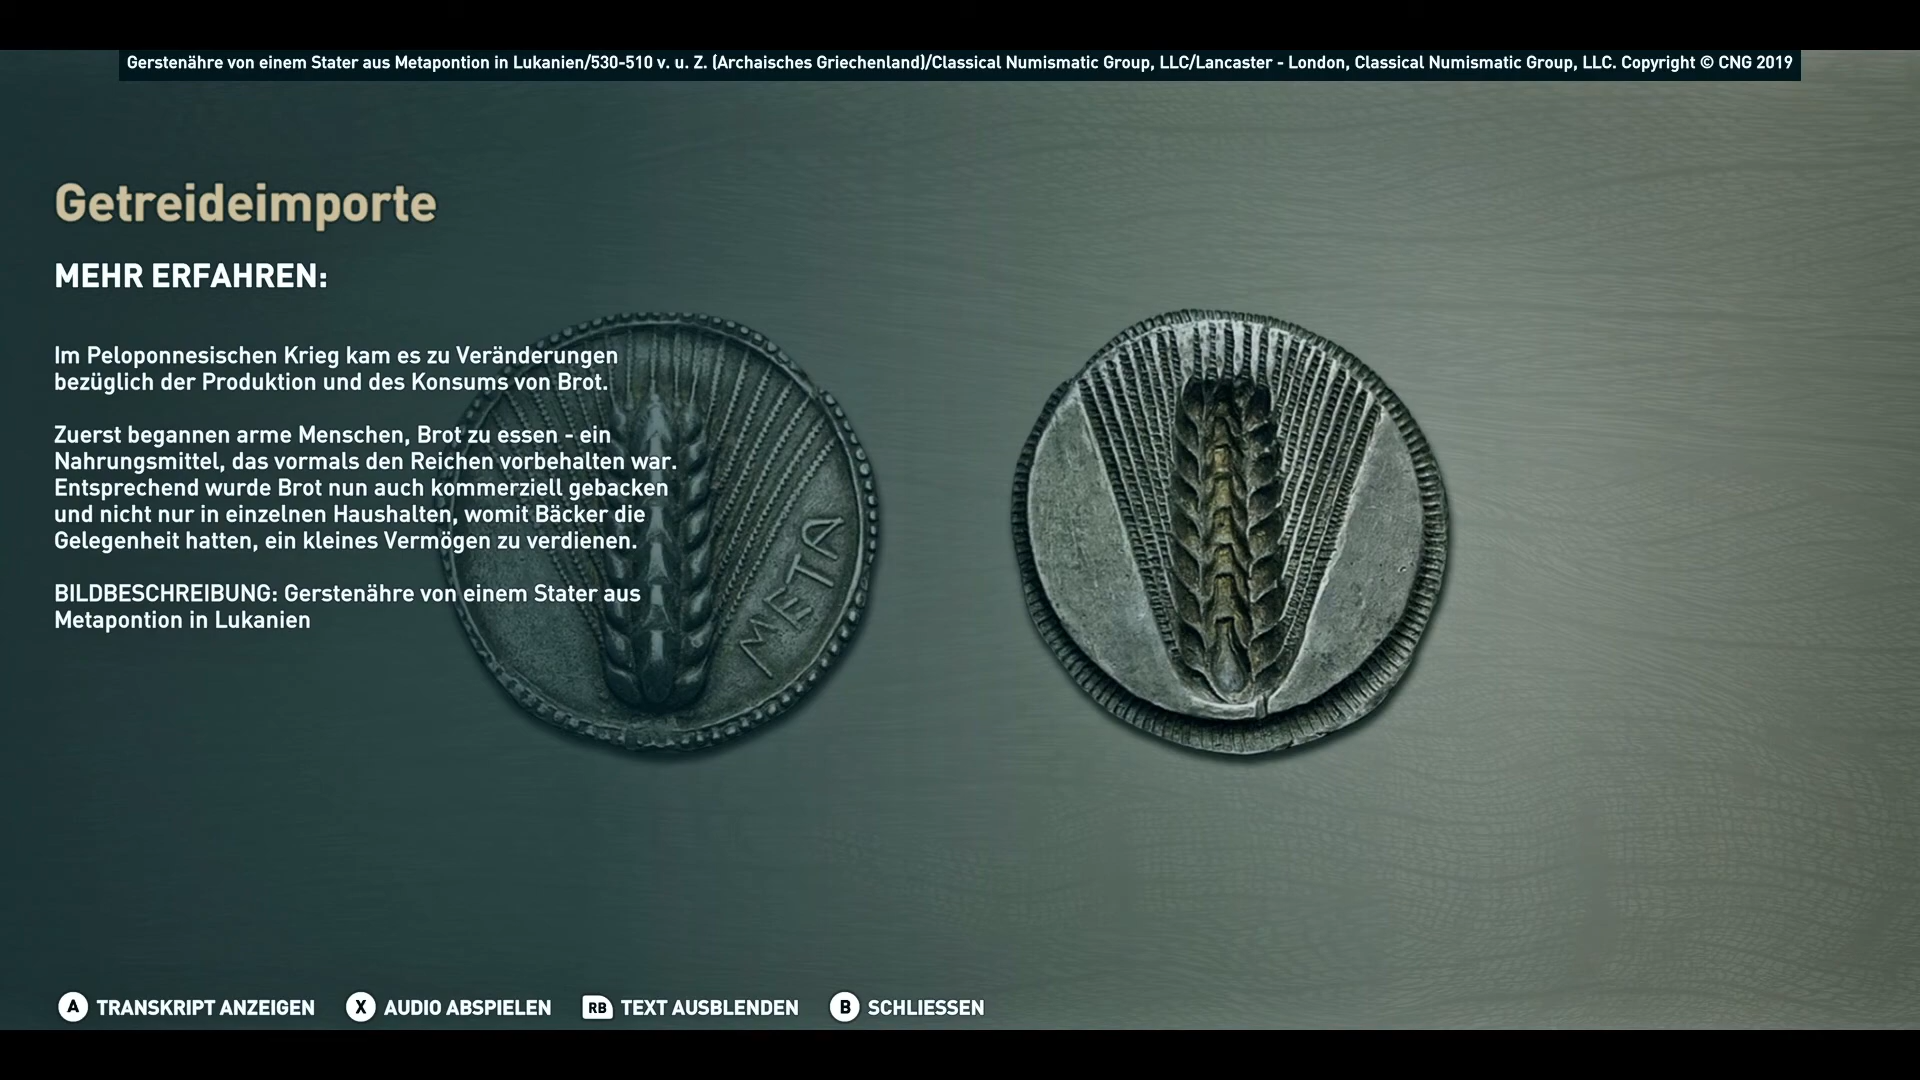 Gerstenähre von einem Stater aus Metapontion in Lukanien/530-510 v. u. Z. (Archaisches Griechenland)/Classical Numismatic Group, LLC/Lancaster - London, Classical Numismatic Group, LLC. Copyright © CNG 2019
Getreideimporte
MEHR ERFAHREN:
Im Peloponnesischen Krieg kam es zu Veränderungen
bezüglich der Produktion und des Konsums von Brot.
Zuerst begannen arme Menschen, Brot zu essen - ein
Nahrungsmittel, das vormals den Reichen vorbehalten war.
Entsprechend wurde Brot nun auch kommerziell gebacken
und nicht nur in einzelnen Haushalten, womit Bäcker die
Gelegenheit hatten, ein kleines Vermögen zu verdienen.
BILDBESCHREIBUNG: Gerstenähre von einem Stater aus
Metapontion in Lukanien
META
A TRANSKRIPT ANZEIGEN X AUDIO ABSPIELEN RB TEXT AUSBLENDEN B SCHLIESSEN